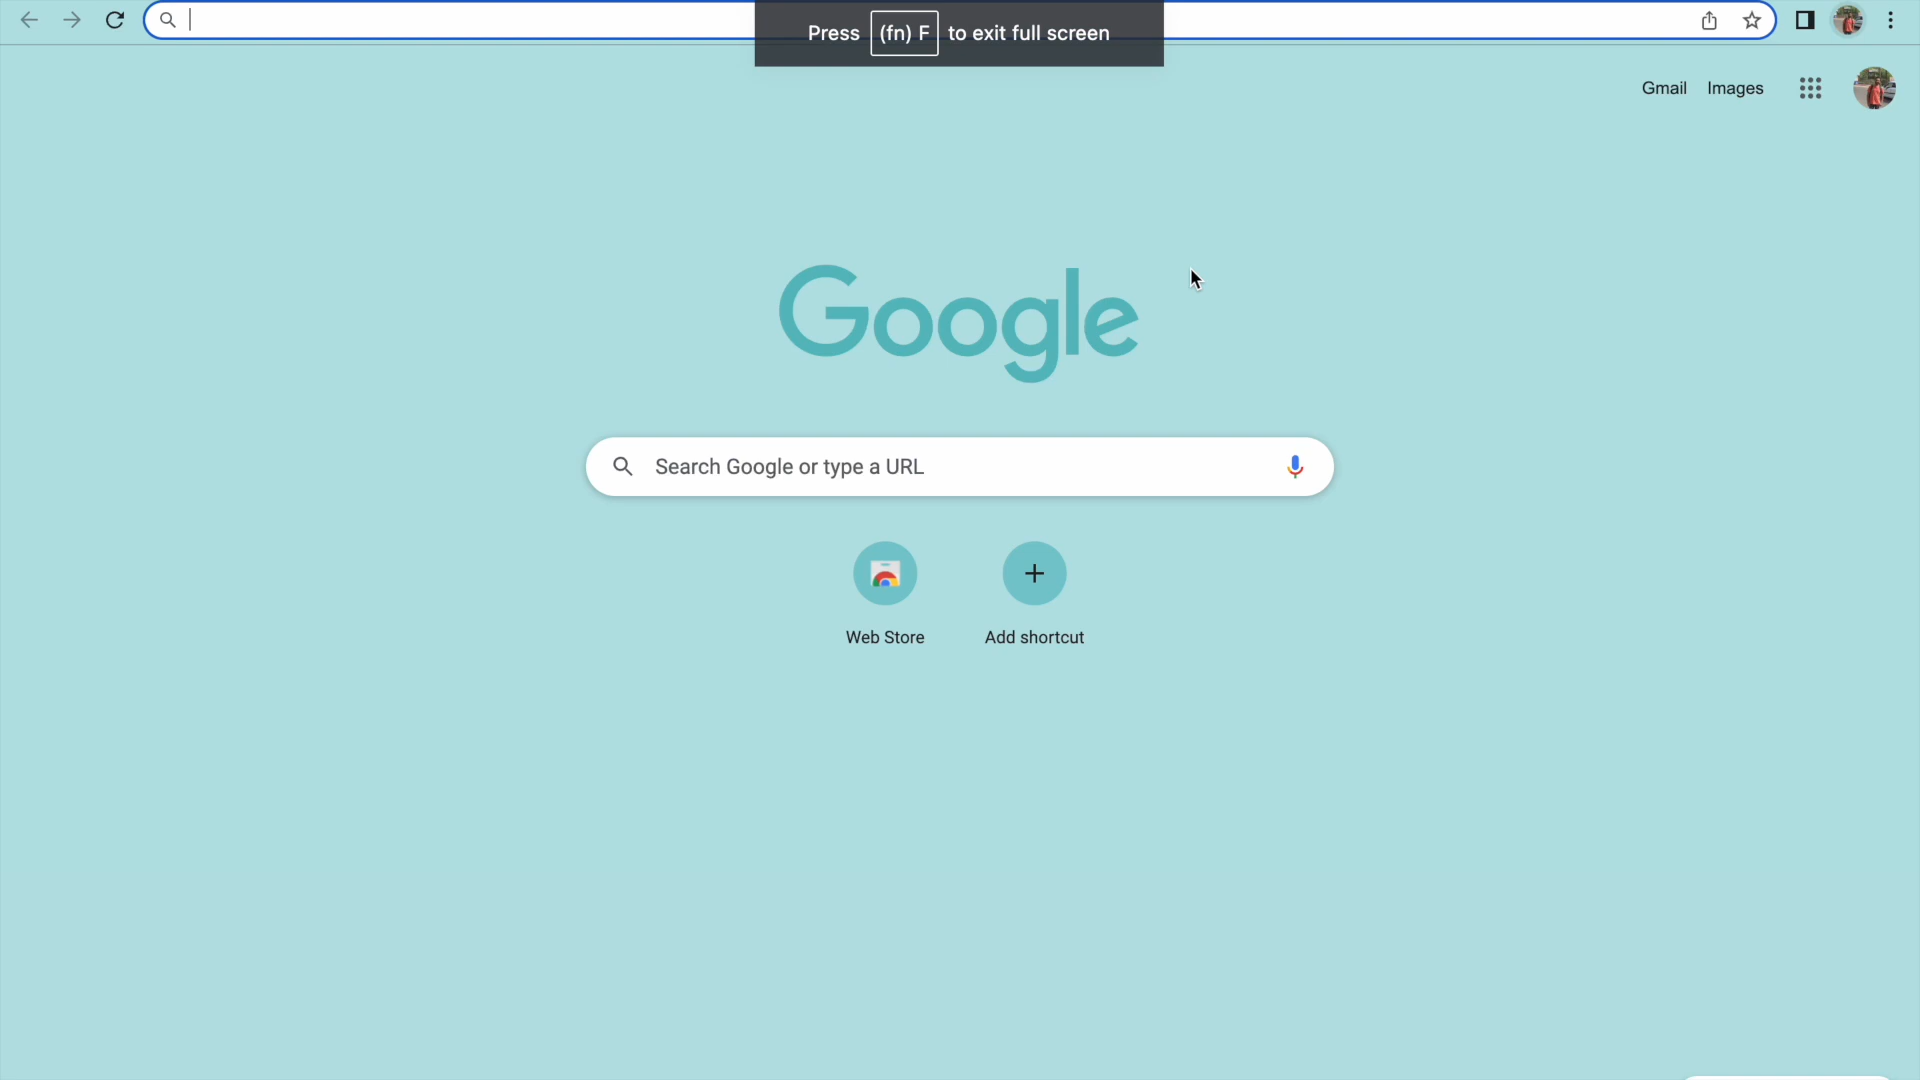 Press (fn) F to exit full screen
Gmail Images
Google
Search Google or type a URL
Web Store Add shortcut